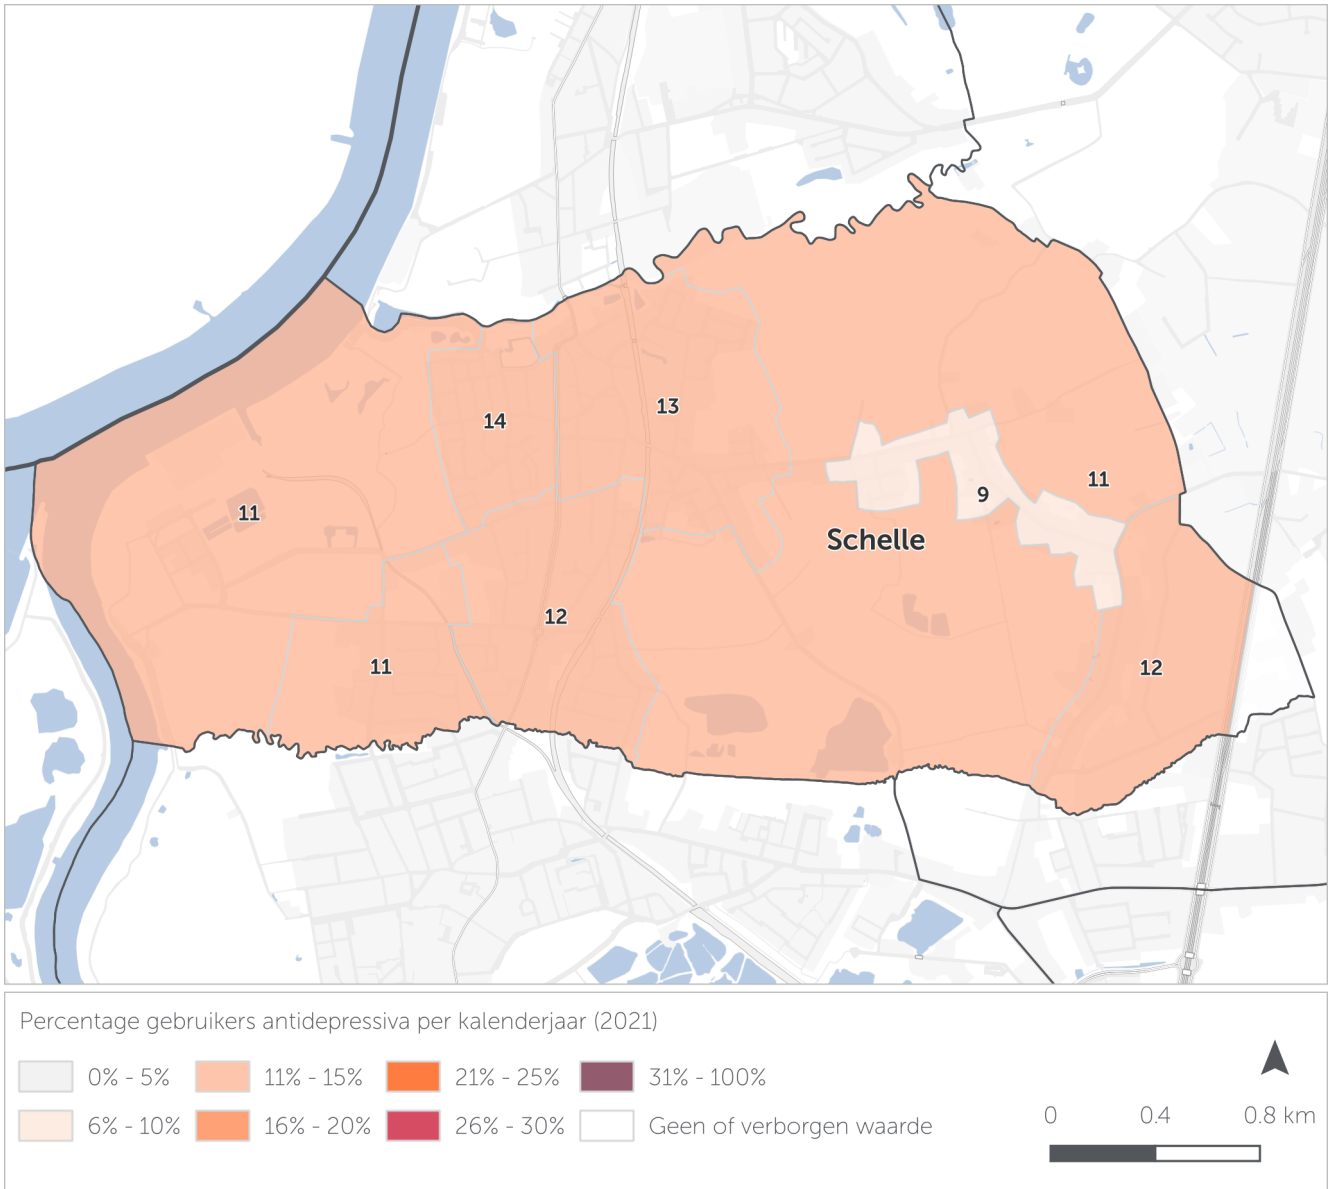 14
13
11
11
9
Schelle
12
11
12
Percentage gebruikers antidepressiva per kalenderjaar (2021)
0% - 5%
11% - 15%
21% - 25%
31% - 100%
6% - 10%
16% - 20%
26% - 30%
Geen of verborgen waarde
0 0.4 0.8 km